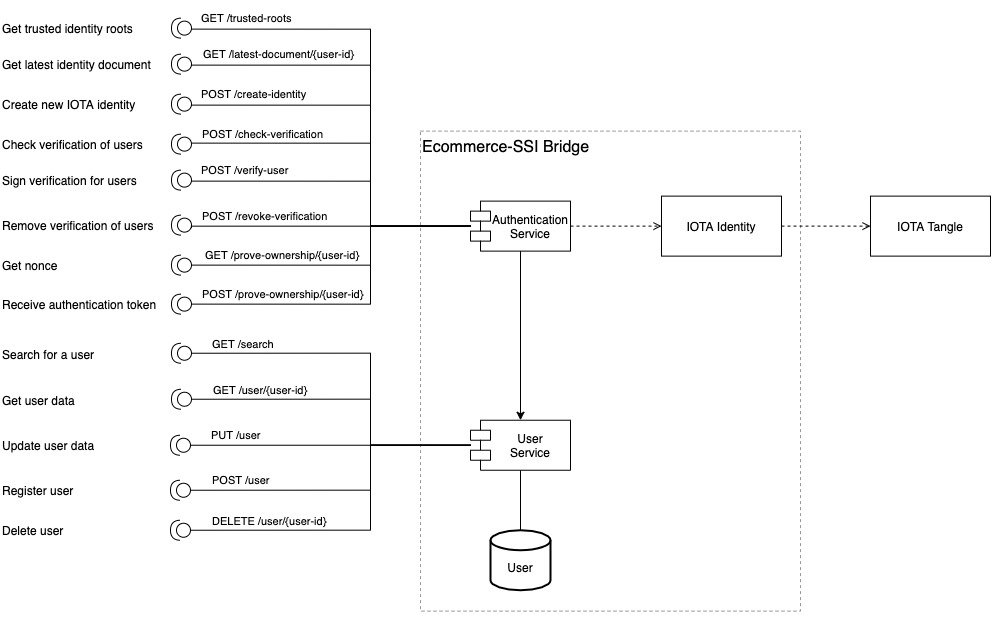 Get trusted identity roots
GET /trusted-roots
Get latest identity document
GET /latest-document/{user-id}
Create new IOTA identity
POST /create-identity
Check verification of users
POST /check-verification
Sign verification for users
POST /verify-user
Remove verification of users
POST /revoke-verification
Get nonce
GET /prove-ownership/{user-id}
Receive authentication token
POST /prove-ownership/{user-id}
Search for a user
GET /search
Get user data
GET /user/{user-id}
Update user data
PUT /user
Register user
POST /user
Delete user
DELETE /user/{user-id}
Ecommerce-SSI Bridge
Authentication
Service
IOTA Identity
IOTA Tangle
User
Service
User